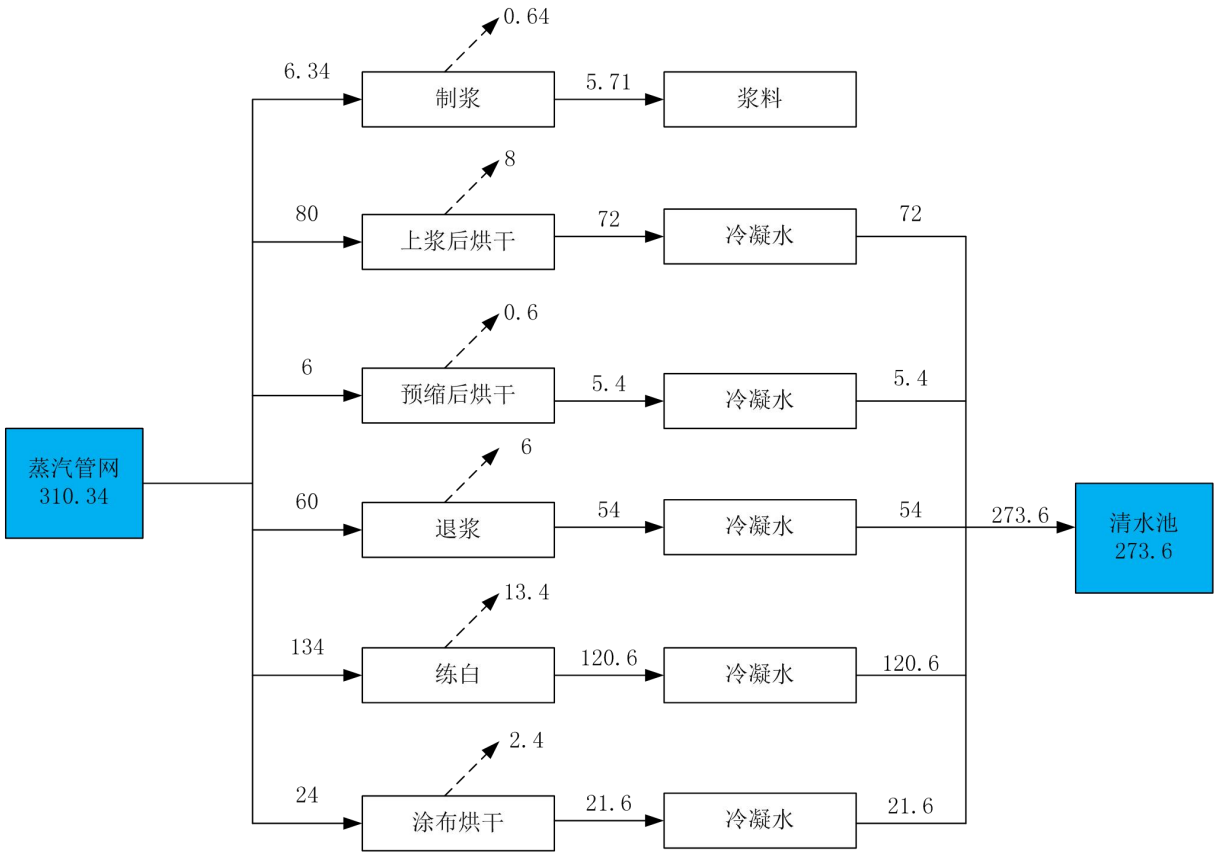 0.64
6.34
制浆
5.71
浆料
8
80
上浆后烘干
72
冷凝水
72
0.6
6
预缩后烘干
5.4
冷凝水
5.4
蒸汽管网
310.34
6
60
退浆
54
冷凝水
54
273.6
清水池
273.6
13.4
134
练白
120.6
冷凝水
120.6
2.4
24
涂布烘干
21.6
冷凝水
21.6